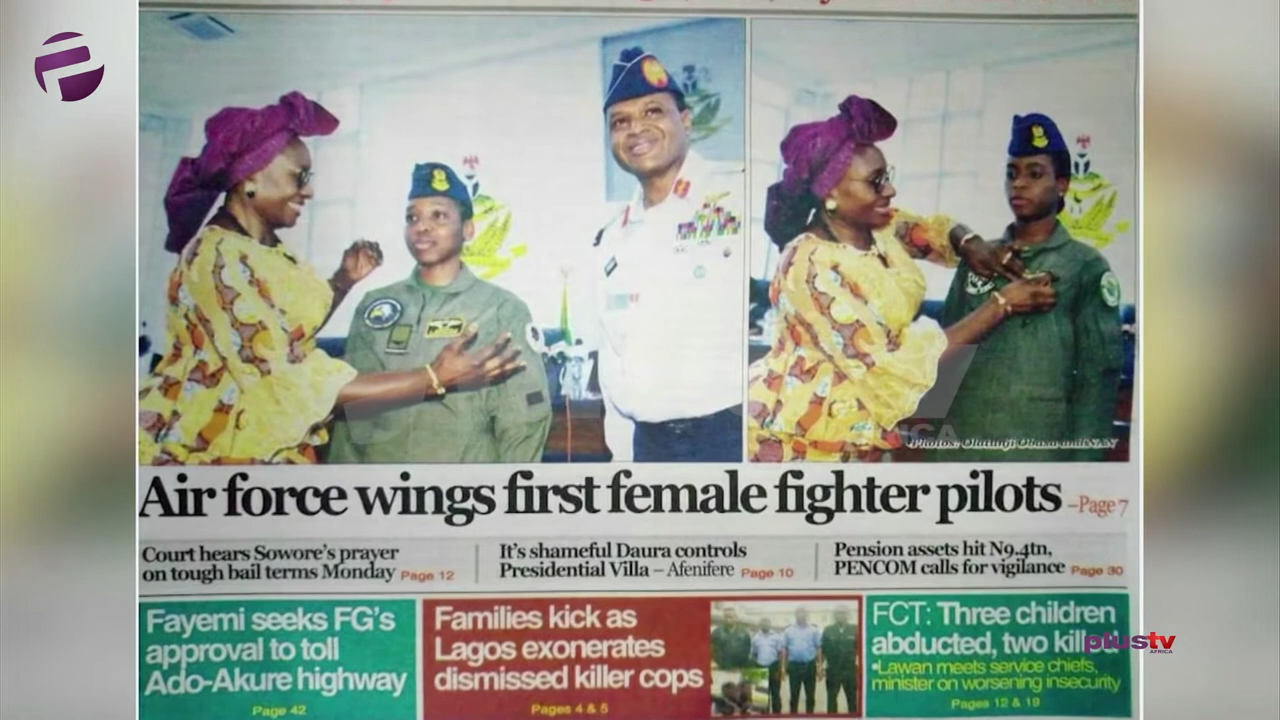 Photos: Olatunji Obasa and NAN
Air force wings first female fighter pilots –Page 7
Court hears Sowore's prayer
on tough bail terms Monday Page 12
It's shameful Daura controls
Presidential Villa – Afenifere Page 10
Pension assets hit N9.4tn,
PENCOM calls for vigilance Page 30
Fayemi seeks FG's
approval to toll
Ado-Akure highway
Page 42
Families kick as
Lagos exonerates
dismissed killer cops
Pages 4 & 5
FCT: Three children
abducted, two
•Lawan meets service chiefs,
minister on worsening insecurity
Pages 12 & 19
plustv
AFRICA